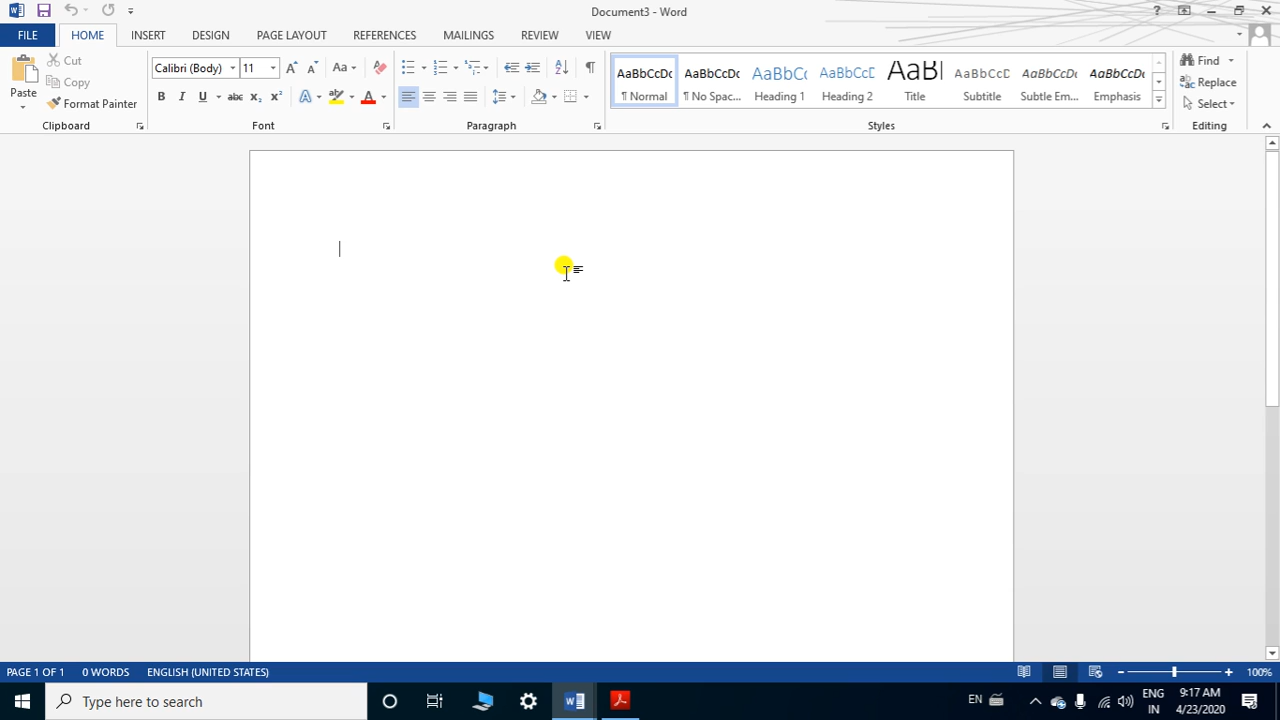 Document3 - Word
FILE HOME INSERT DESIGN PAGE LAYOUT REFERENCES MAILINGS REVIEW VIEW
Paste
Cut
Copy
Format Painter
Clipboard
Calibri (Body) 11
Font
Paragraph
AaBbCcDc AaBbCcDc AaBbCc AaBbCcD AaBl AaBbCcD AaBbCcDc AaBbCcDc
¶ Normal ¶ No Spac... Heading 1 Heading 2 Title Subtitle Subtle Em... Emphasis
Styles
Find
Replace
Select
Editing
PAGE 1 OF 1 0 WORDS ENGLISH (UNITED STATES) 100%
Type here to search
EN
ENG
IN
9:17 AM
4/23/2020